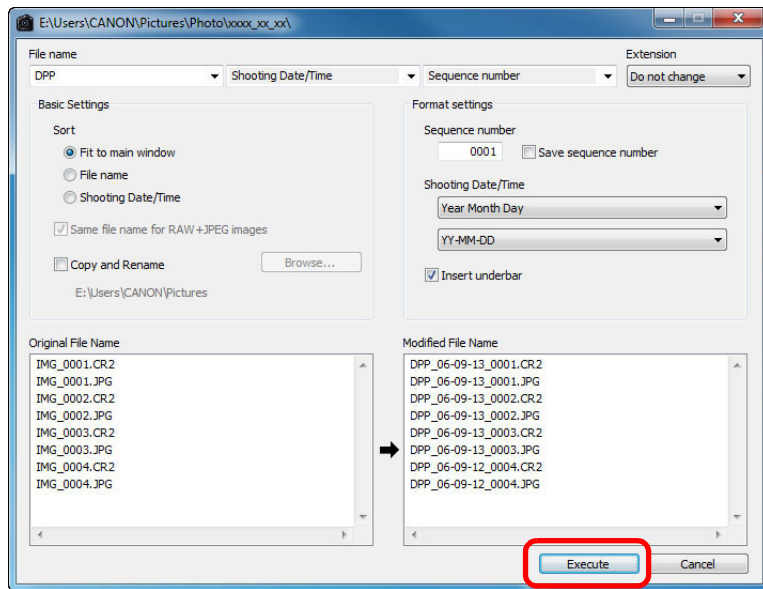 E:\Users\CANON\Pictures\Photo\xxxx_xx_xx\
File name
Extension
DPP
Shooting Date/Time
Sequence number
Do not change
Basic Settings
Sort
Fit to main window
File name
Shooting Date/Time
Same file name for RAW+JPEG images
Copy and Rename
Browse...
E:\Users\CANON\Pictures
Format settings
Sequence number
0001
Save sequence number
Shooting Date/Time
Year Month Day
YY-MM-DD
Insert underbar
Original File Name
IMG_0001.CR2
IMG_0001.JPG
IMG_0002.CR2
IMG_0002.JPG
IMG_0003.CR2
IMG_0003.JPG
IMG_0004.CR2
IMG_0004.JPG
Modified File Name
DPP_06-09-13_0001.CR2
DPP_06-09-13_0001.JPG
DPP_06-09-13_0002.CR2
DPP_06-09-13_0002.JPG
DPP_06-09-13_0003.CR2
DPP_06-09-13_0003.JPG
DPP_06-09-12_0004.CR2
DPP_06-09-12_0004.JPG
Execute
Cancel